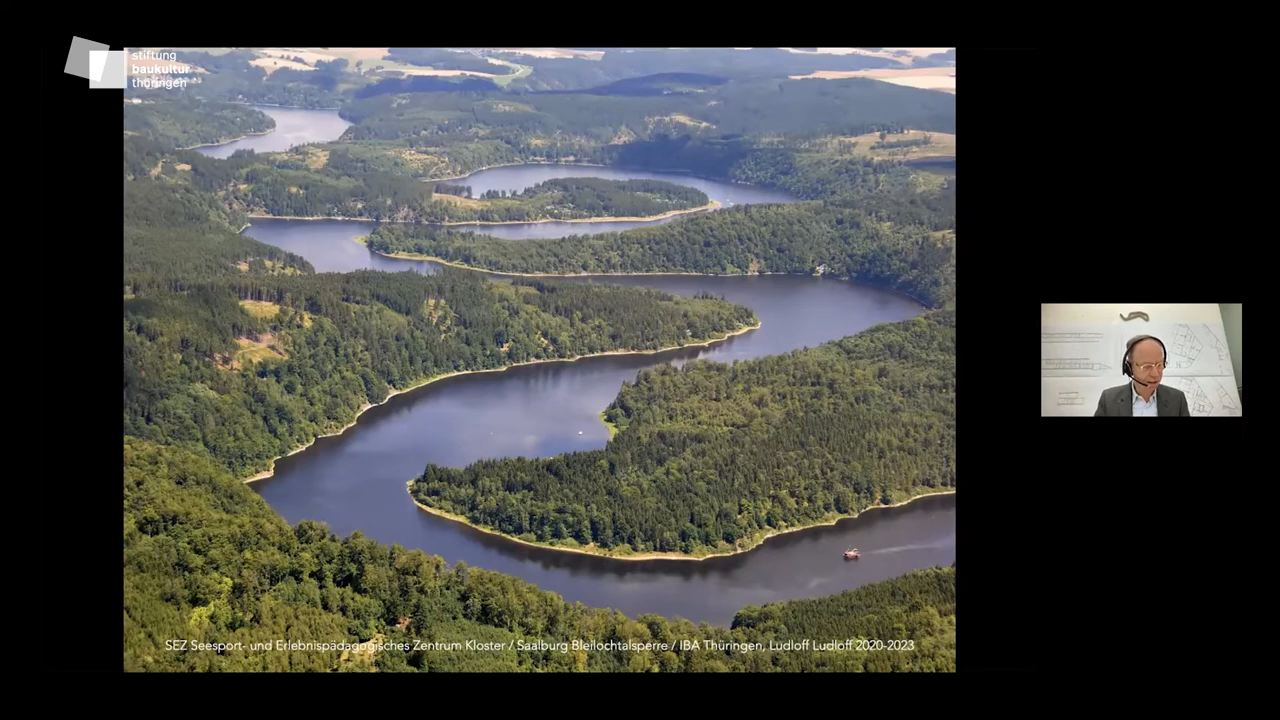 stiftung
baukultur
thüringen
SEZ Seesport- und Erlebnispädagogisches Zentrum Kloster / Saalburg Bleilochtalsperre / IBA Thüringen, Ludloff Ludloff 2020-2023